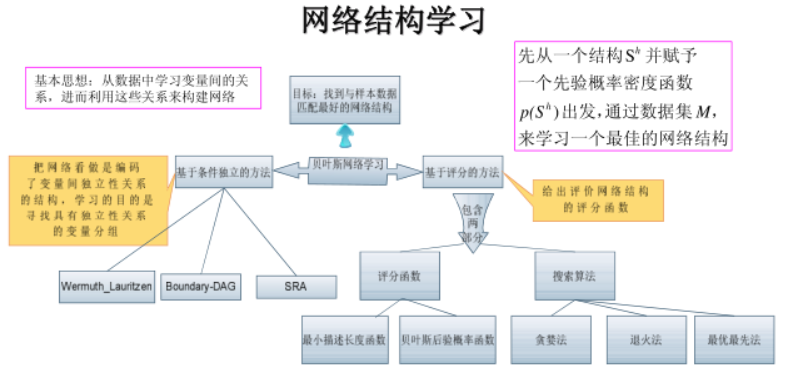 网络结构学习
基本思想：从数据中学习变量间的关
系，进而利用这些关系来构建网络
目标：找到与样本数据
匹配最好的网络结构
先从一个结构Sʰ并赋予
一个先验概率密度函数
p(Sʰ)出发，通过数据集M，
来学习一个最佳的网络结构
把网络看做是编码
了变量间独立性关系
的结构，学习的目的是
寻找具有独立性关系
的变量分组
基于条件独立的方法
贝叶斯网络学习
基于评分的方法
给出评价网络结构
的评分函数
包含
两
部分
Wermuth_Lauritzen
Boundary-DAG
SRA
评分函数
搜索算法
最小描述长度函数
贝叶斯后验概率函数
贪婪法
退火法
最优最先法